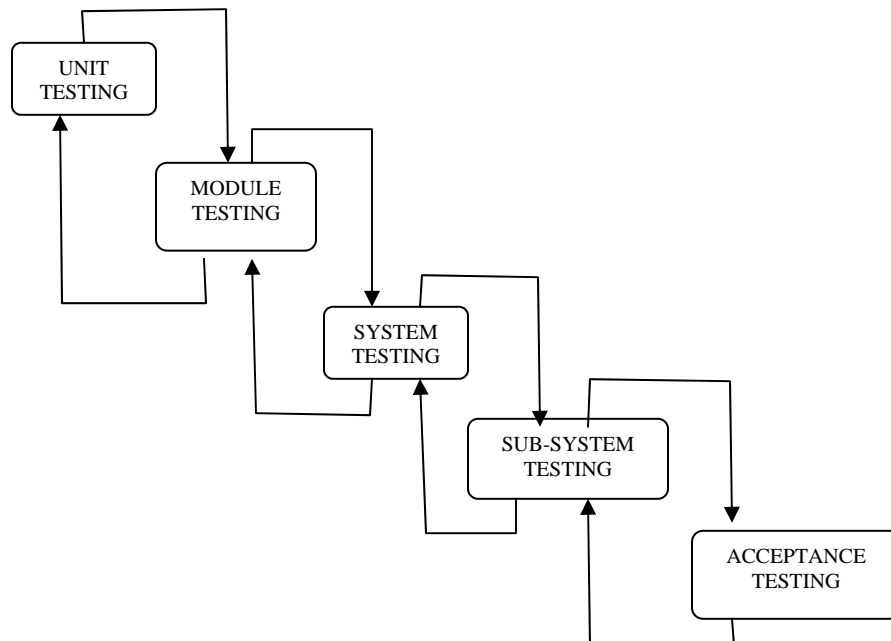 UNIT
TESTING
MODULE
TESTING
SYSTEM
TESTING
SUB-SYSTEM
TESTING
ACCEPTANCE
TESTING